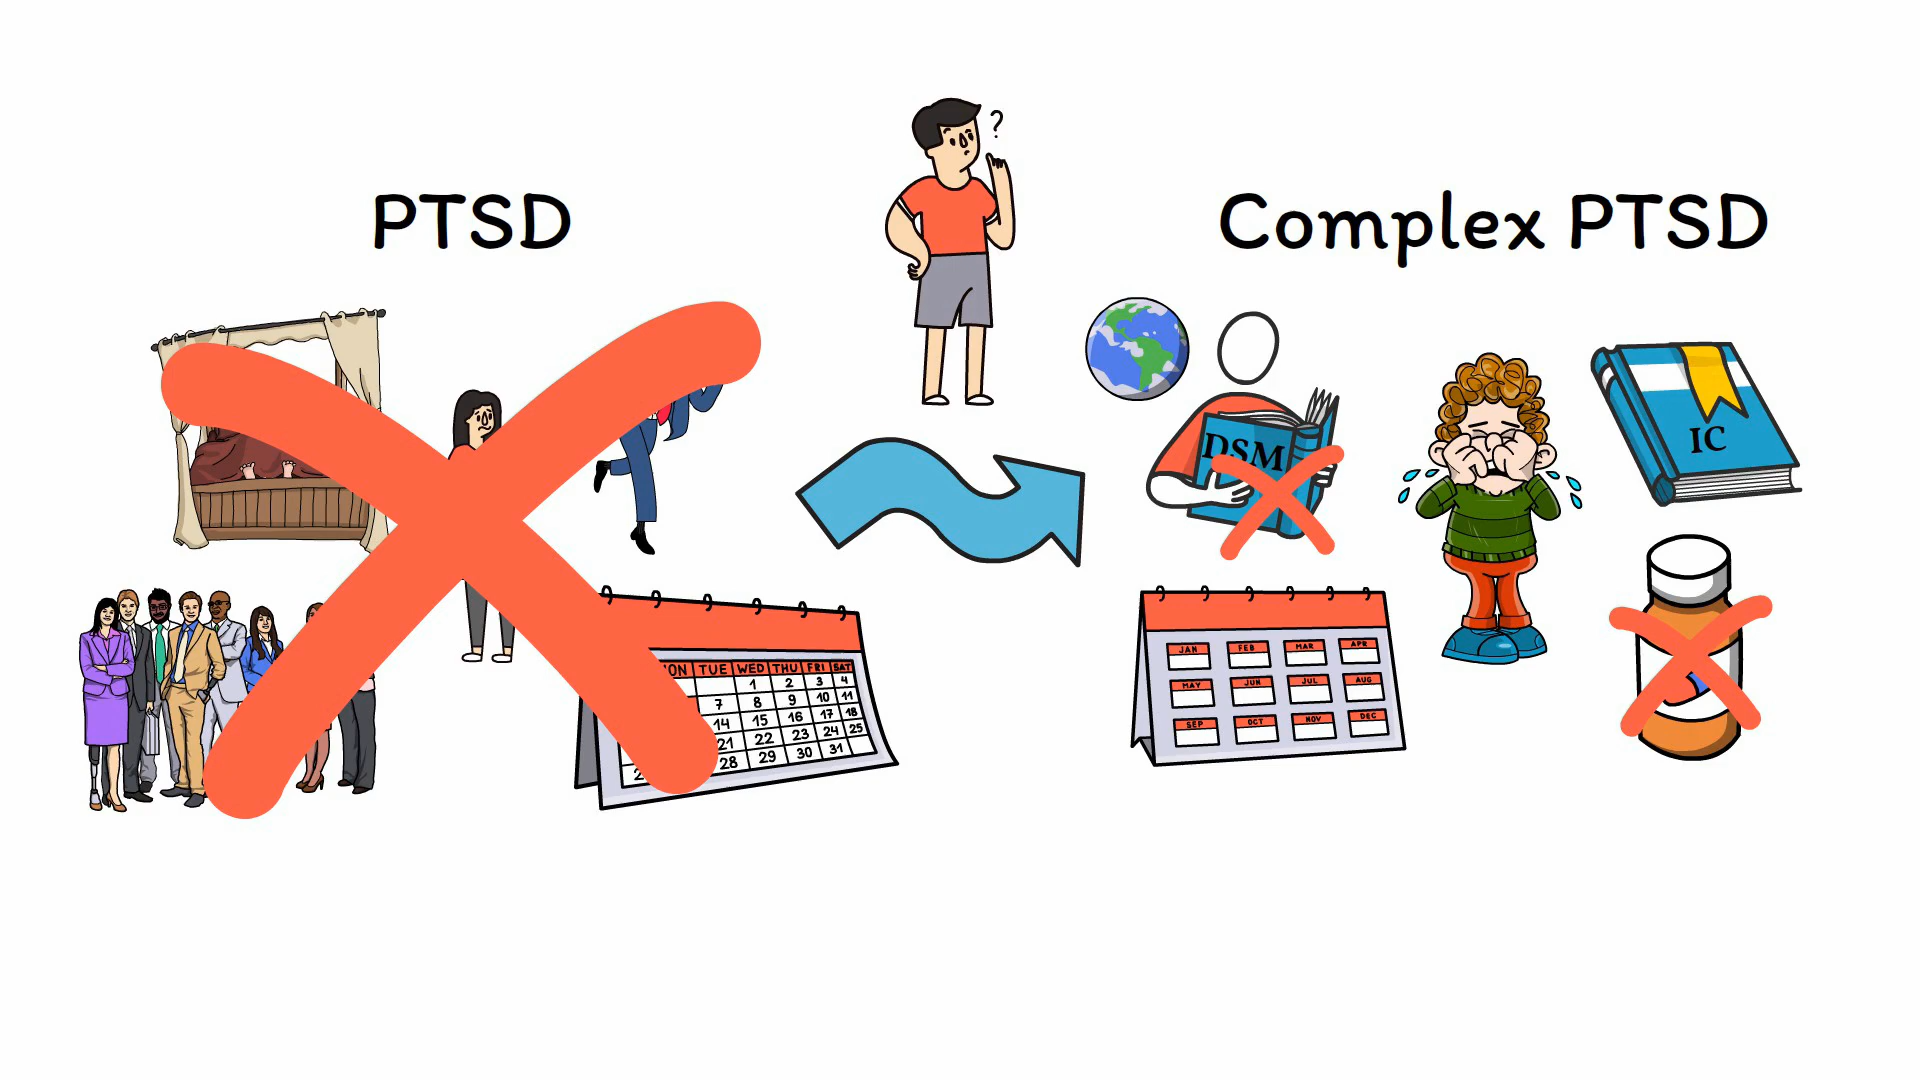 ?
PTSD
Complex PTSD
DSM
IC
ON TUE WED THU FRI SAT
1 2 3 4
7 8 9 10 11
14 15 16 17 18
21 22 23 24 25
2 28 29 30 31
JAN FEB MAR APR
MAY JUN JUL AUG
SEP OCT NOV DEC